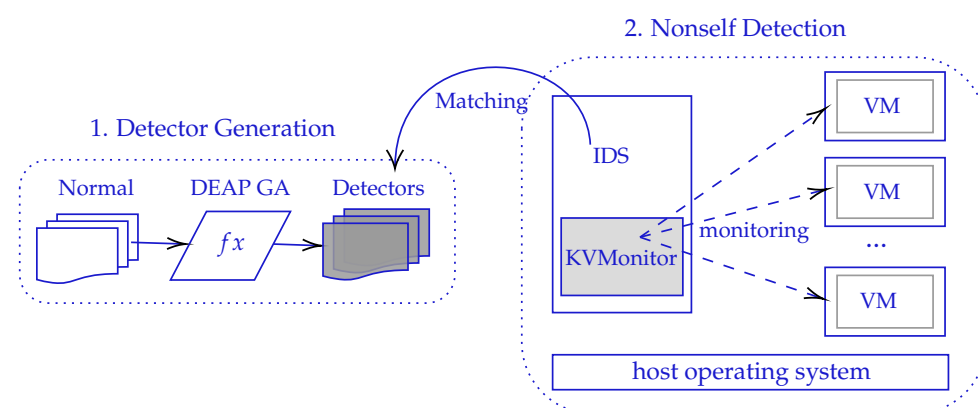 1. Detector Generation
Normal
DEAP GA
Detectors
fx
Matching
2. Nonself Detection
IDS
KVMonitor
monitoring
VM
VM
...
VM
host operating system